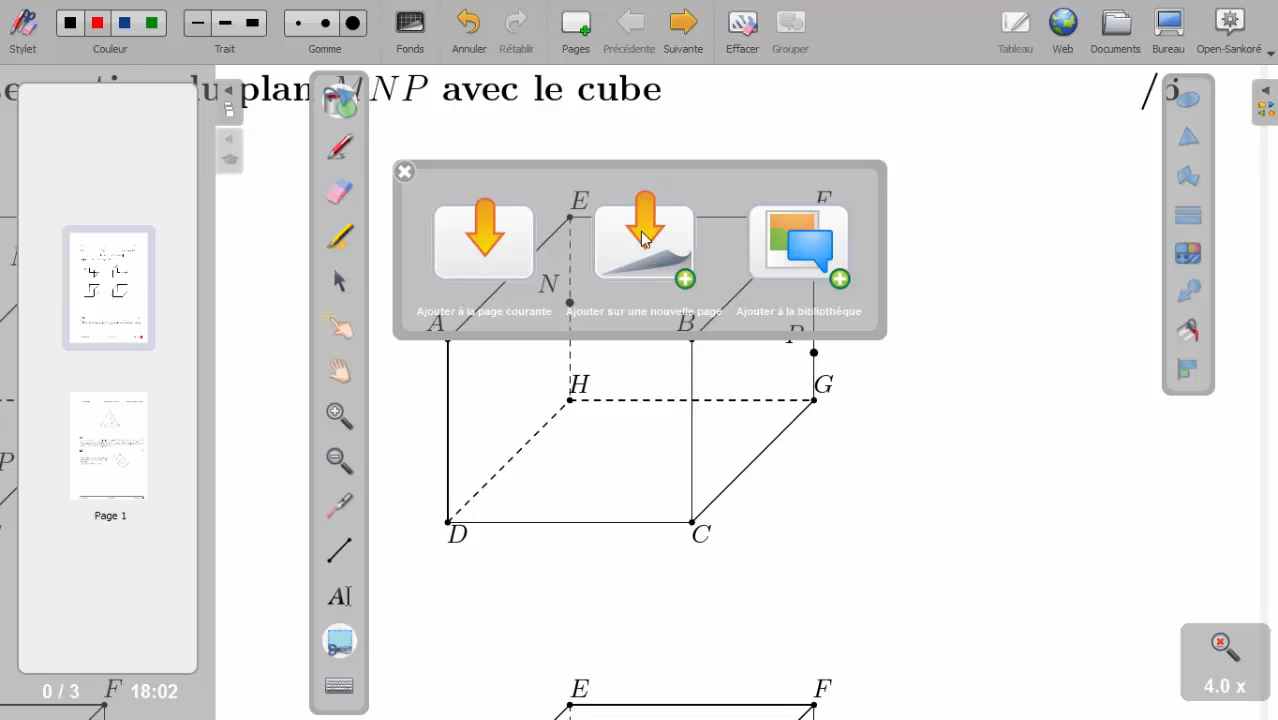 Stylet Couleur Trait Gomme Fonds Annuler Rétablir Pages Précédente Suivante Effacer Grouper Tableau Web Documents Bureau Open-Sankoré
du plan MNP avec le cube
E
F
N
Ajouter à la page courante Ajouter sur une nouvelle page Ajouter à la bibliothèque
A B P
H G
P
D C
Page 1
AI
0 / 3 18:02
F E F
4.0 x